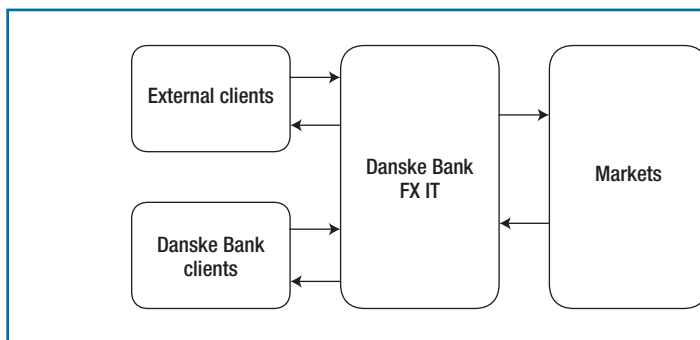 External clients
Danske Bank
clients
Danske Bank
FX IT
Markets